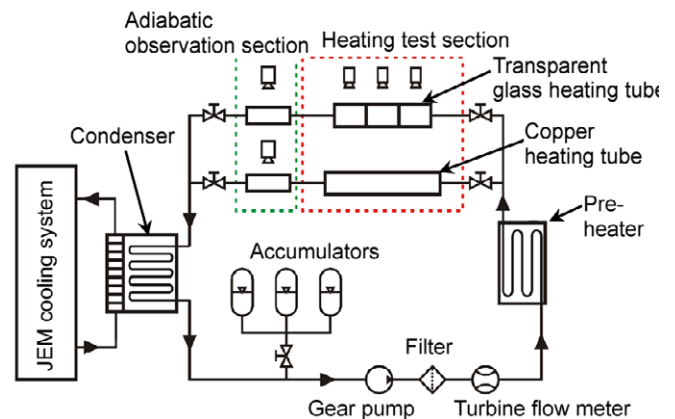 Adiabatic
observation section
Heating test section
Transparent
glass heating tube
Condenser
Copper
heating tube
JEM cooling system
Pre-
heater
Accumulators
Filter
Gear pump
Turbine flow meter